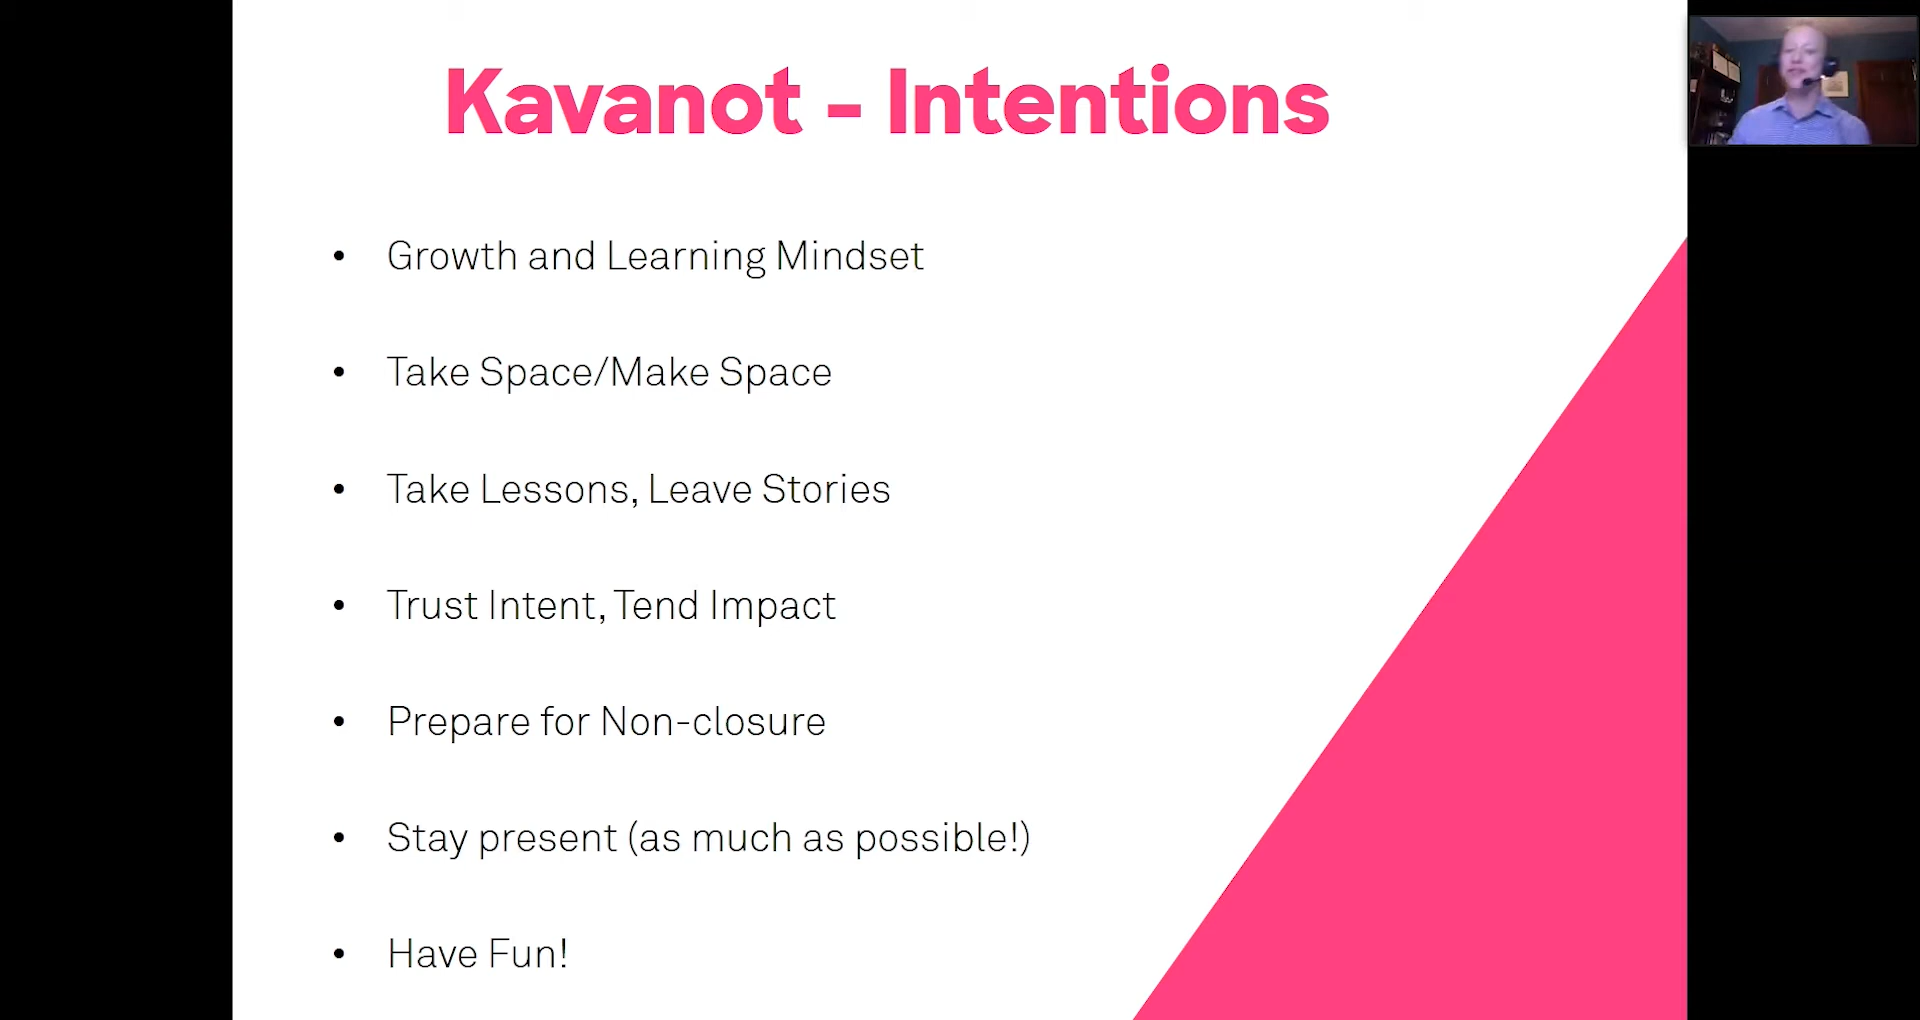 Kavanot - Intentions
• Growth and Learning Mindset
• Take Space/Make Space
• Take Lessons, Leave Stories
• Trust Intent, Tend Impact
• Prepare for Non-closure
• Stay present (as much as possible!)
• Have Fun!